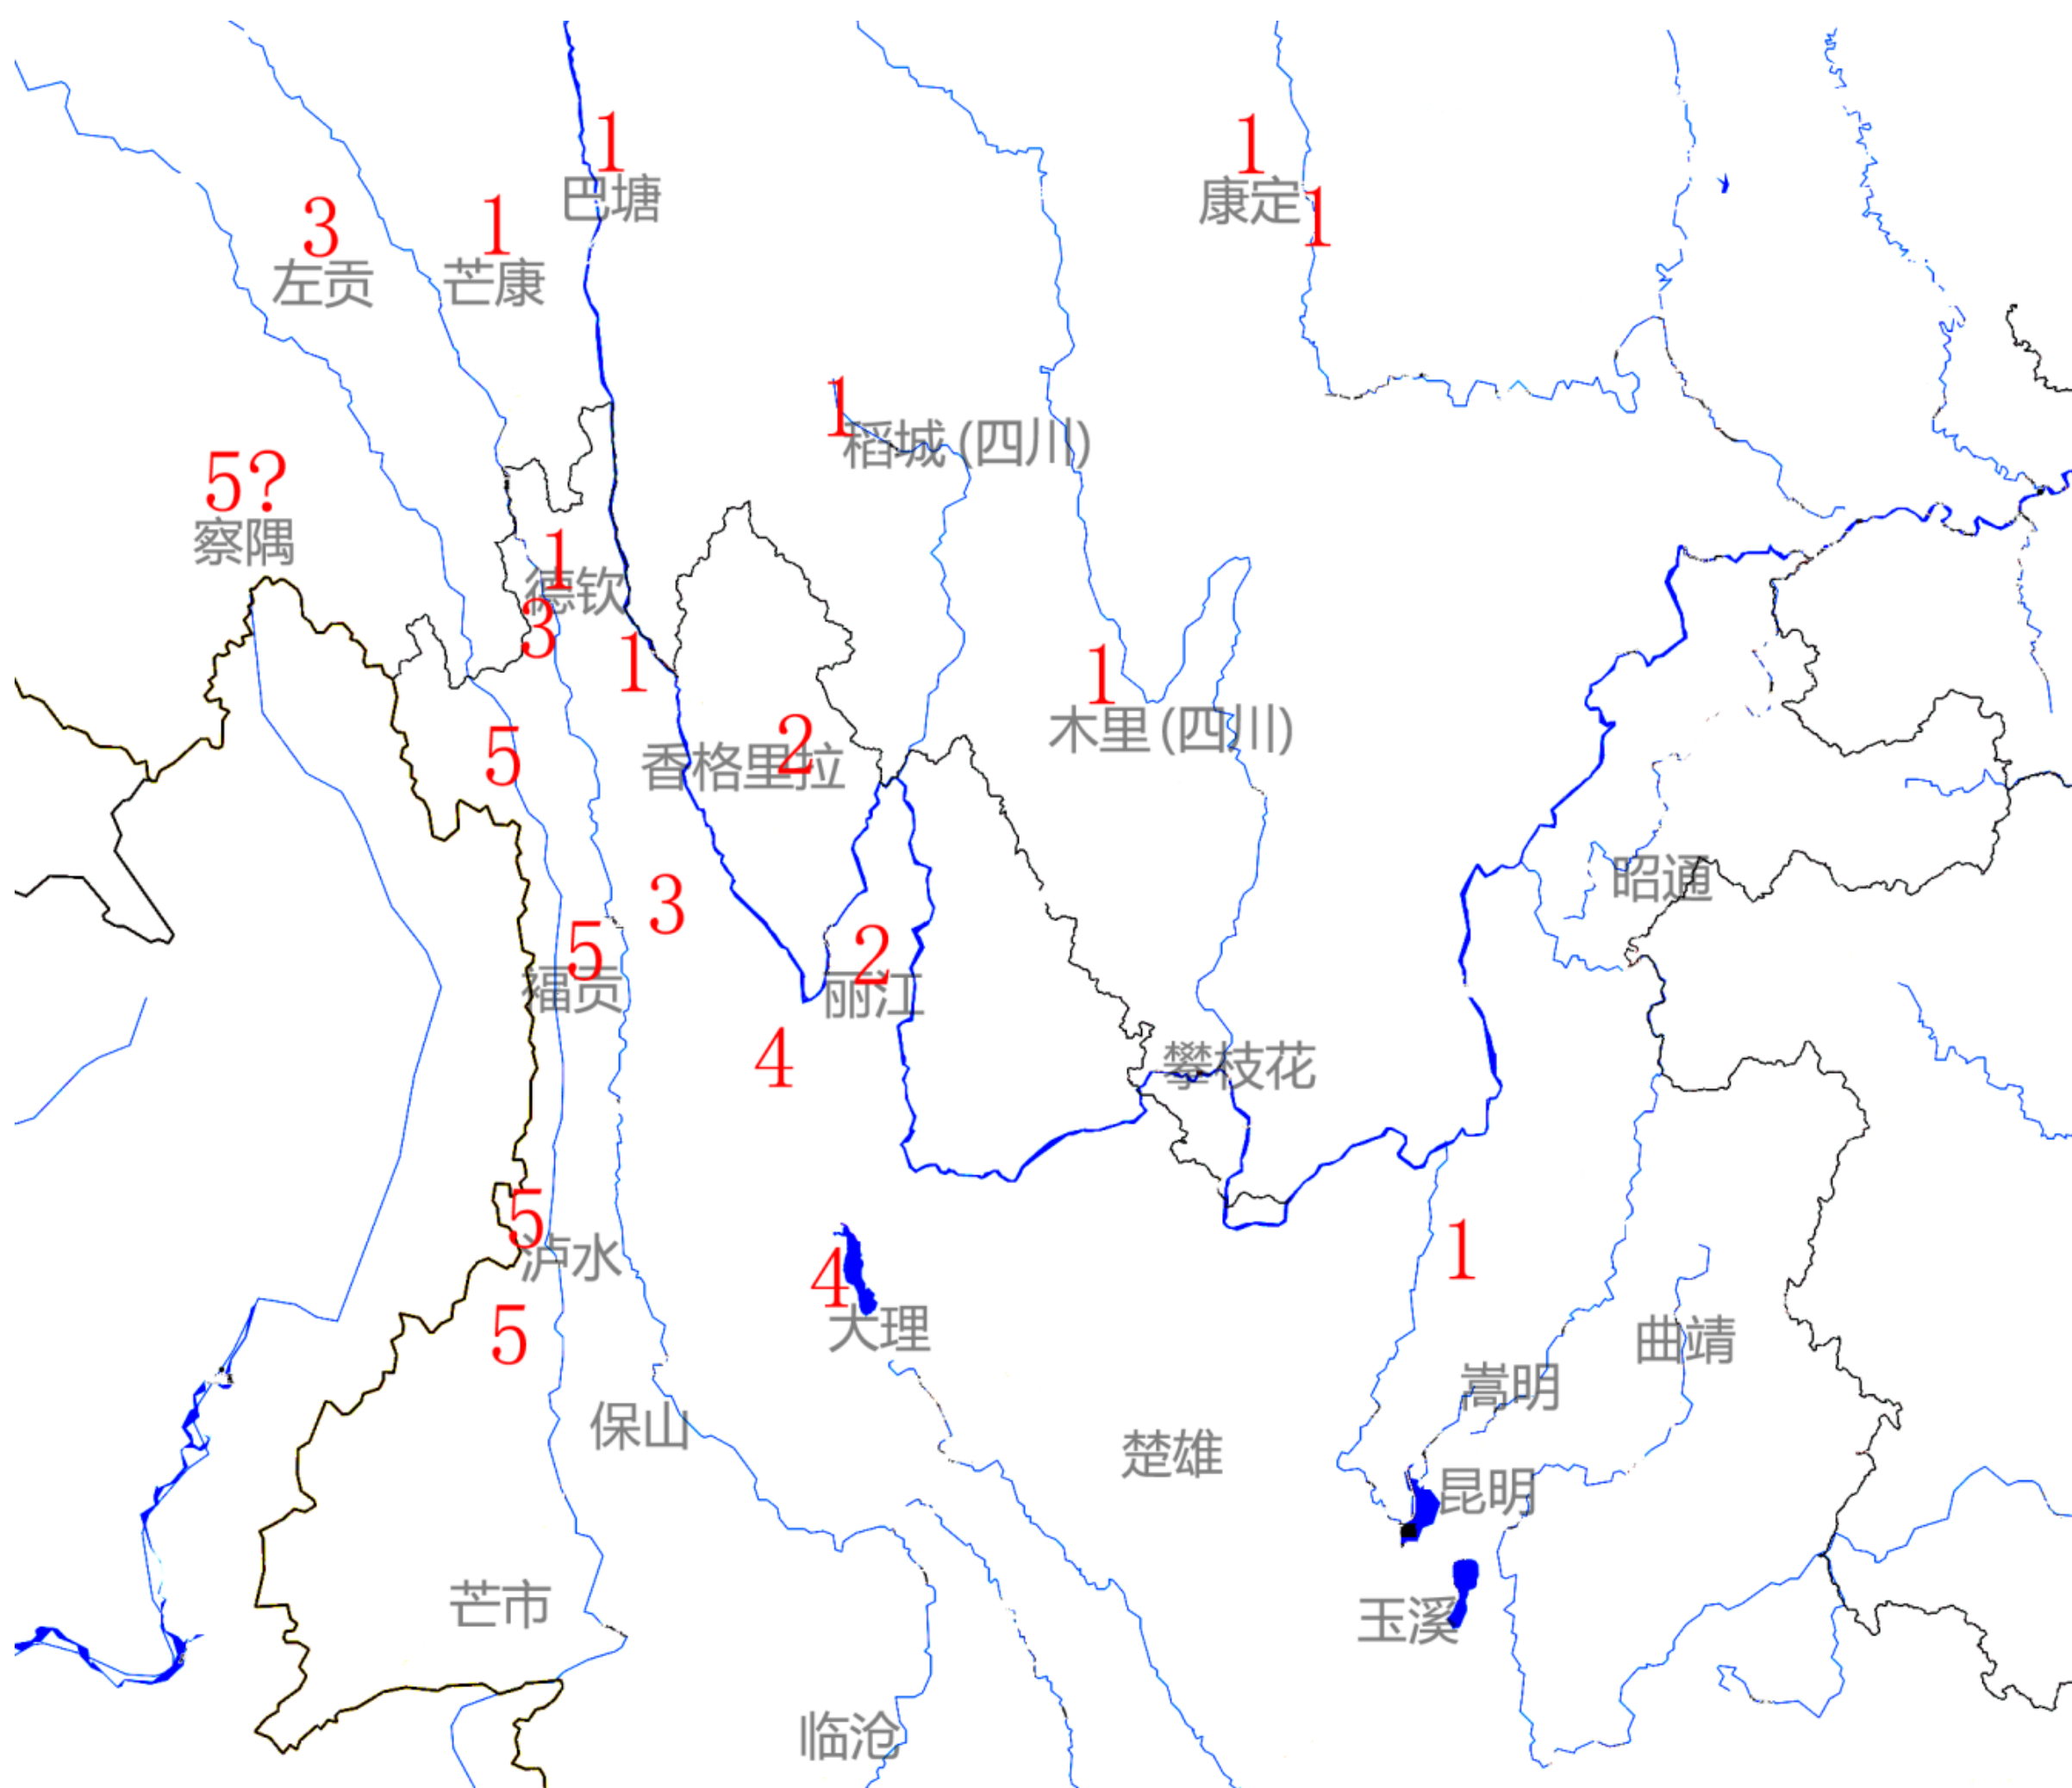 1
1
巴塘
康定
3
1
1
左贡
芒康
1
稻城 (四川)
5?
察隅
1
德钦
3
1
1
木里 (四川)
2
5
香格里拉
昭通
3
5
2
福贡
丽江
4
攀枝花
5
1
泸水
4
5
大理
曲靖
嵩明
保山
楚雄
昆明
芒市
玉溪
临沧